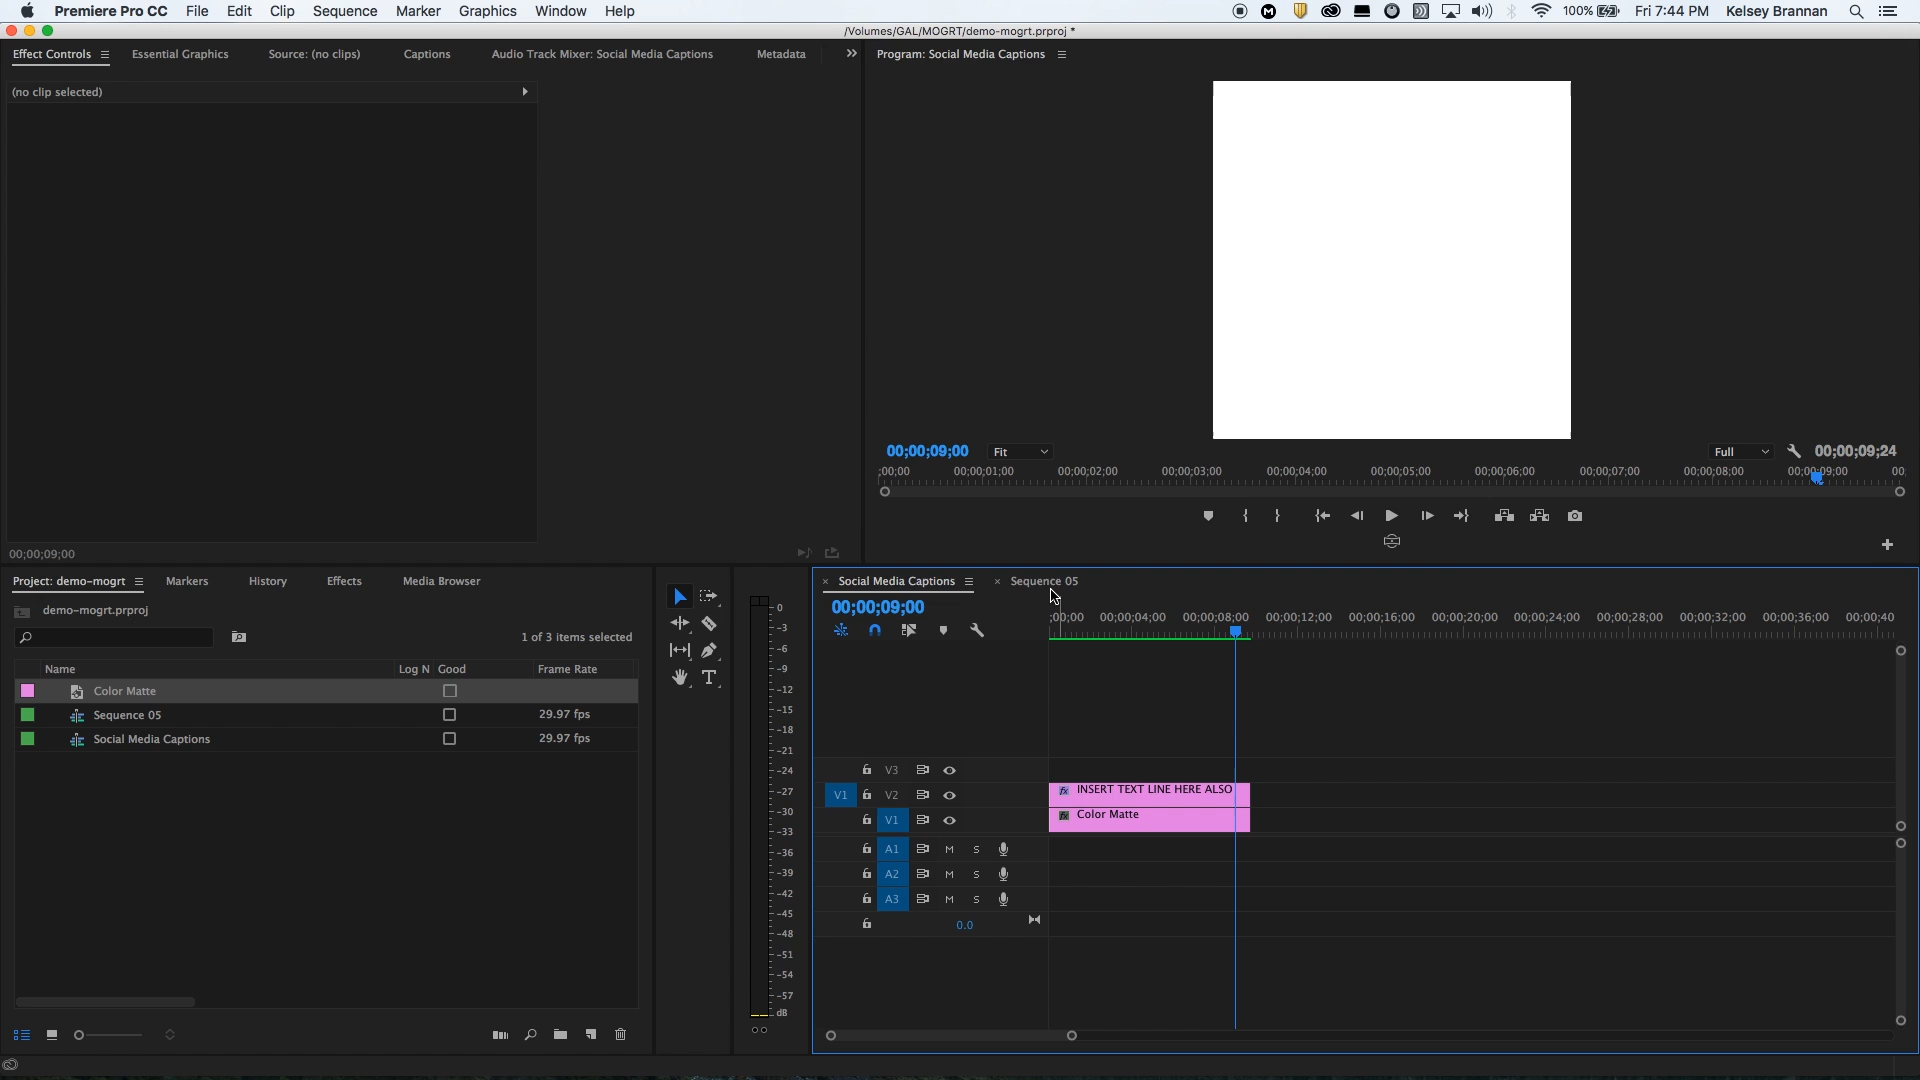 Premiere Pro CC File Edit Clip Sequence Marker Graphics Window Help 100% Fri 7:44 PM Kelsey Brannan
/Volumes/GAL/MOGRT/demo-mogrt.prproj *
Effect Controls Essential Graphics Source: (no clips) Captions Audio Track Mixer: Social Media Captions Metadata
Program: Social Media Captions
(no clip selected)
00;00;09;00 Fit Full 00;00;09;24
;00;00 00;00;01;00 00;00;02;00 00;00;03;00 00;00;04;00 00;00;05;00 00;00;06;00 00;00;07;00 00;00;08;00 00;00;09;00 00;
00;00;09;00
Project: demo-mogrt Markers History Effects Media Browser
demo-mogrt.prproj
1 of 3 items selected
Name Log N Good Frame Rate
Color Matte
Sequence 05 29.97 fps
Social Media Captions 29.97 fps
0
-3
-6
-9
-12
-15
-18
-21
-24
-27
-30
-33
-36
-39
-42
-45
-48
-51
-54
-57
dB
× Social Media Captions × Sequence 05
00;00;09;00
;00;00 00;00;04;00 00;00;08;00 00;00;12;00 00;00;16;00 00;00;20;00 00;00;24;00 00;00;28;00 00;00;32;00 00;00;36;00 00;00;40
V3
V1 V2 fx INSERT TEXT LINE HERE ALSO
V1 fx Color Matte
A1 M S
A2 M S
A3 M S
0.0